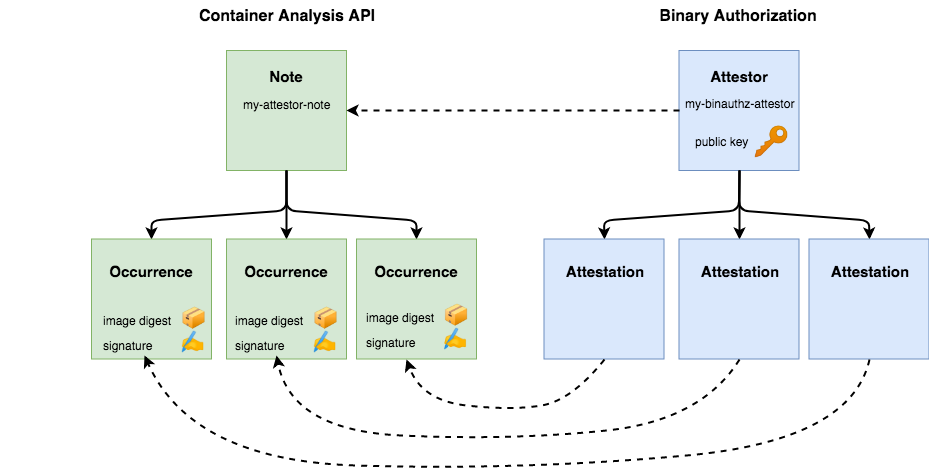 Container Analysis API
Binary Authorization
Note
my-attestor-note
Attestor
my-binauthz-attestor
public key
Occurrence
image digest
signature
Occurrence
image digest
signature
Occurrence
image digest
signature
Attestation
Attestation
Attestation